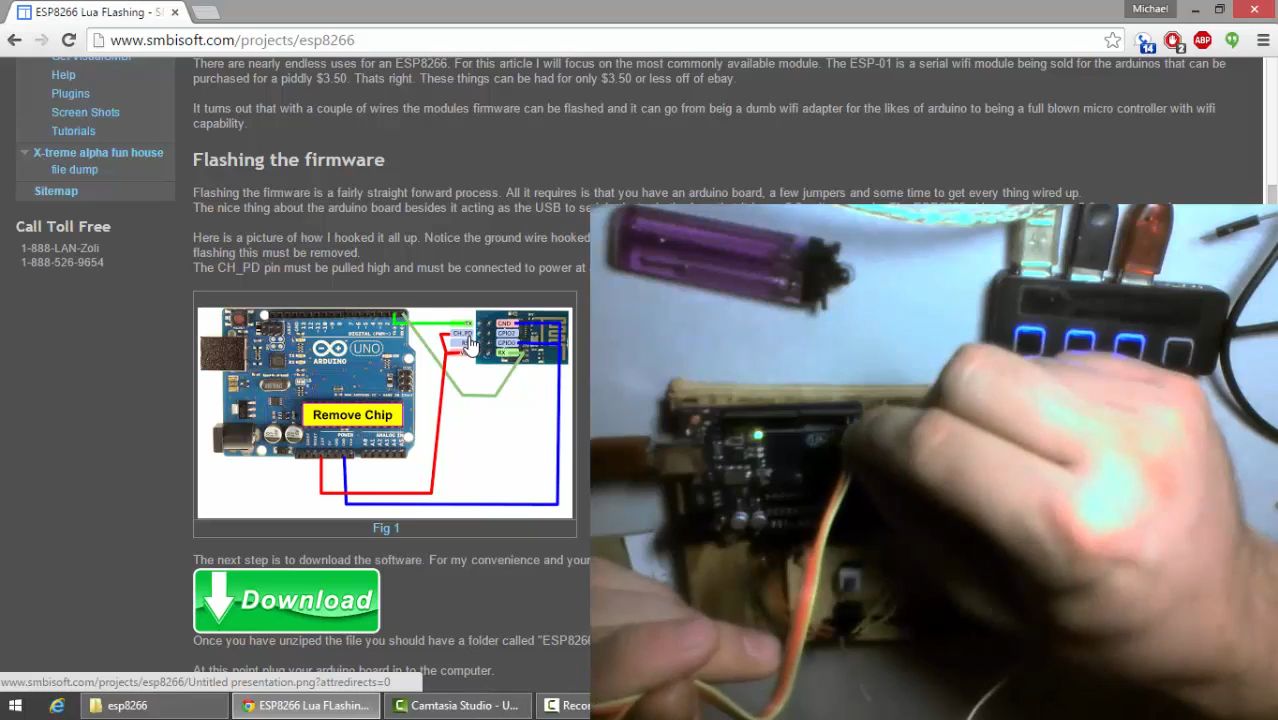 ESP8266 Lua FLashing - S
Michael
www.smbisoft.com/projects/esp8266
14
2
ABP
Help
Plugins
Screen Shots
Tutorials
X-treme alpha fun house
file dump
Sitemap
Call Toll Free
1-888-LAN-Zoli
1-888-526-9654
There are nearly endless uses for an ESP8266. For this article I will focus on the most commonly available module. The ESP-01 is a serial wifi module being sold for the arduinos that can be
purchased for a piddly $3.50. Thats right. These things can be had for only $3.50 or less off of ebay.
It turns out that with a couple of wires the modules firmware can be flashed and it can go from beig a dumb wifi adapter for the likes of arduino to being a full blown micro controller with wifi
capability.
Flashing the firmware
Flashing the firmware is a fairly straight forward process. All it requires is that you have an arduino board, a few jumpers and some time to get every thing wired up.
The nice thing about the arduino board besides it acting as the USB to se
Here is a picture of how I hooked it all up. Notice the ground wire hooked
flashing this must be removed.
The CH_PD pin must be pulled high and must be connected to power at
TX
GND
CH_PD
GPIO2
GPIO0
RX
UNO
ARDUINO
Remove Chip
POWER
ANALOG IN
Fig 1
The next step is to download the software. For my convenience and your
Download
Once you have unziped the file you should have a folder called "ESP826
At this point plug your arduino board in to the computer.
www.smbisoft.com/projects/esp8266/Untitled presentation.png?attredirects=0
esp8266
ESP8266 Lua FLashing...
Camtasia Studio - U...
Recor